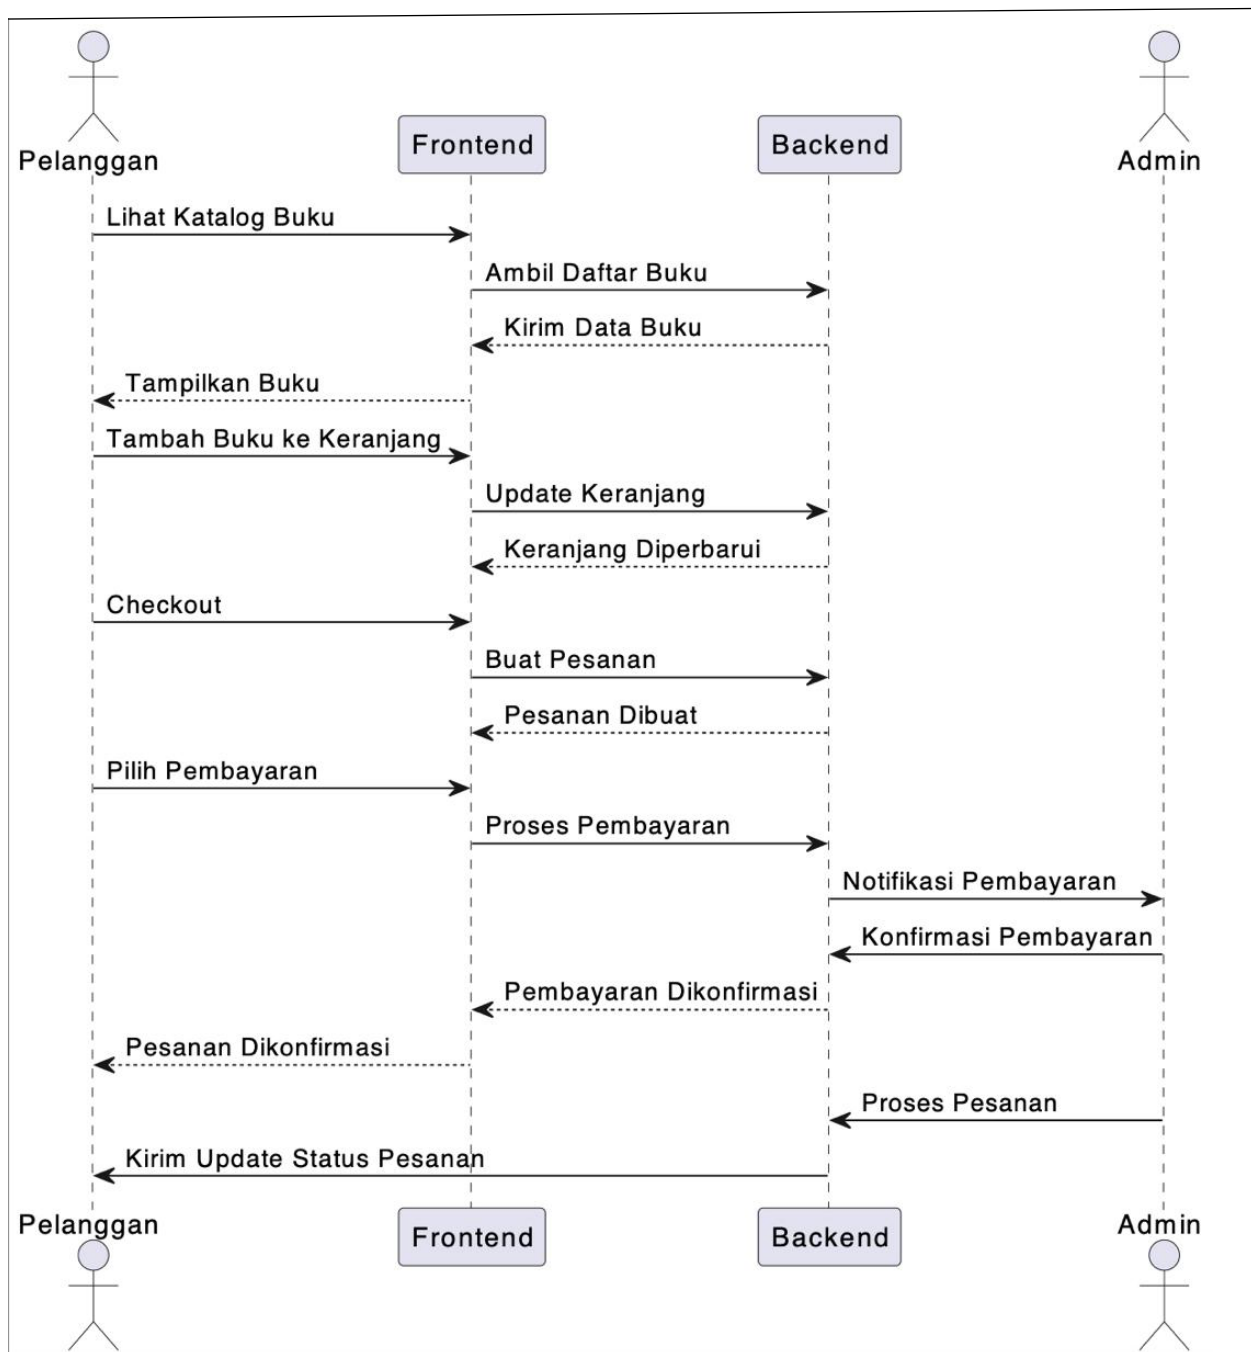 Pelanggan
Frontend
Backend
Admin
Lihat Katalog Buku
Ambil Daftar Buku
Kirim Data Buku
Tampilkan Buku
Tambah Buku ke Keranjang
Update Keranjang
Keranjang Diperbarui
Checkout
Buat Pesanan
Pesanan Dibuat
Pilih Pembayaran
Proses Pembayaran
Notifikasi Pembayaran
Konfirmasi Pembayaran
Pembayaran Dikonfirmasi
Pesanan Dikonfirmasi
Proses Pesanan
Kirim Update Status Pesanan
Pelanggan
Frontend
Backend
Admin